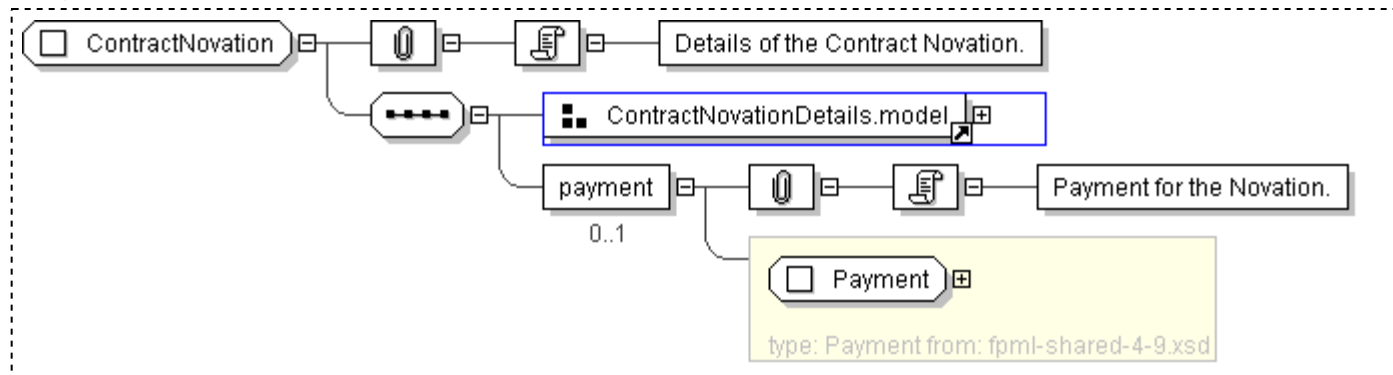 ContractNovation
Details of the Contract Novation.
ContractNovationDetails.model
payment
Payment for the Novation.
0..1
Payment
type: Payment from: fpml-shared-4-9.xsd